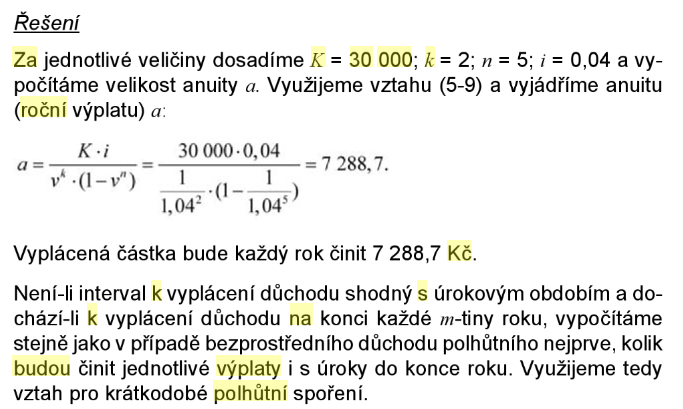 Řešení
Za jednotlivé veličiny dosadíme K = 30 000; k = 2; n = 5; i = 0,04 a vy-
počítáme velikost anuity a. Využijeme vztahu (5-9) a vyjádříme anuitu
(roční výplatu) a:
a = \frac{K \cdot i}{v^k \cdot (1 - v^n)} = \frac{30 000 \cdot 0,04}{\frac{1}{1,04^2} \cdot (1 - \frac{1}{1,04^5})} = 7 288,7.
Vyplácená částka bude každý rok činit 7 288,7 Kč.
Není-li interval k vyplácení důchodu shodný s úrokovým obdobím a do-
chází-li k vyplácení důchodu na konci každé m-tiny roku, vypočítáme
stejně jako v případě bezprostředního důchodu polhůtního nejprve, kolik
budou činit jednotlivé výplaty i s úroky do konce roku. Využijeme tedy
vztah pro krátkodobé polhůtní spoření.